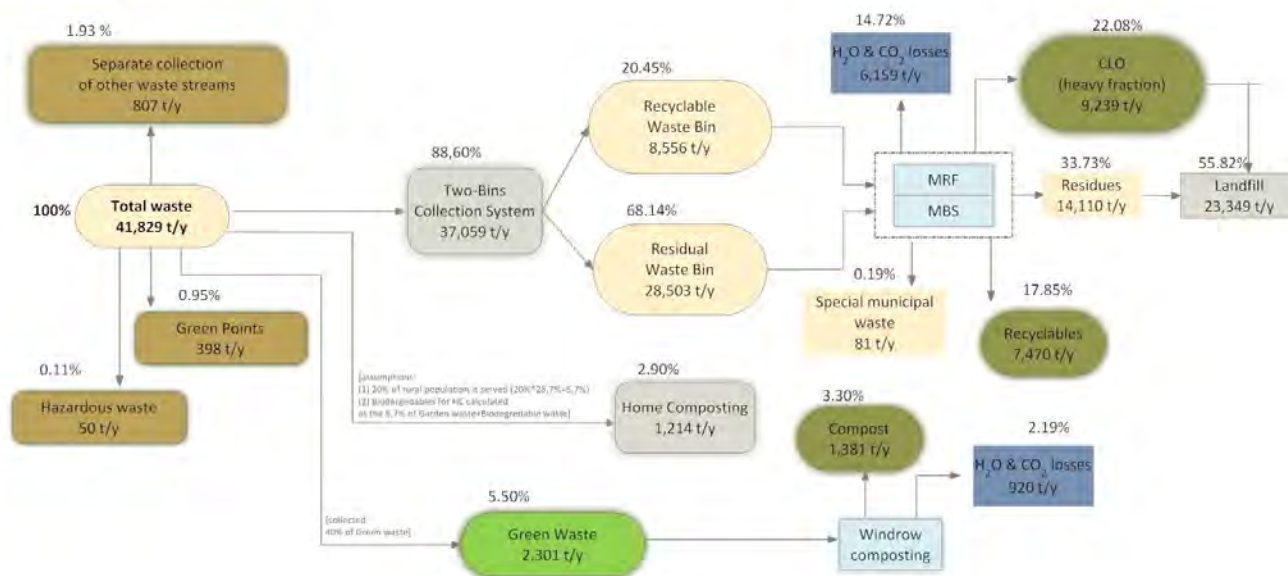 1.93 %
Separate collection
of other waste streams
807 t/y
100%
Total waste
41,829 t/y
0.95%
Green Points
398 t/y
0.11%
Hazardous waste
50 t/y
88,60%
Two-Bins
Collection System
37,059 t/y
20.45%
Recyclable
Waste Bin
8,556 t/y
68.14%
Residual
Waste Bin
28,503 t/y
14.72%
H₂O & CO₂ losses
6,159 t/y
22.08%
CLO
(heavy fraction)
9,239 t/y
MRF
MBS
33.73%
Residues
14,110 t/y
55.82%
Landfill
23,349 t/y
0.19%
Special municipal
waste
81 t/y
17.85%
Recyclables
7,470 t/y
[assumptions
(1) 20% of rural population is served (20%*28,7%=5,7%)
(2) Biodergradables for HC calculated
as the 5,7% of Garden waste+Biodegradable waste]
2.90%
Home Composting
1,214 t/y
3.30%
Compost
1,381 t/y
2.19%
H₂O & CO₂ losses
920 t/y
[collected
40% of Green waste]
5.50%
Green Waste
2,301 t/y
Windrow
composting